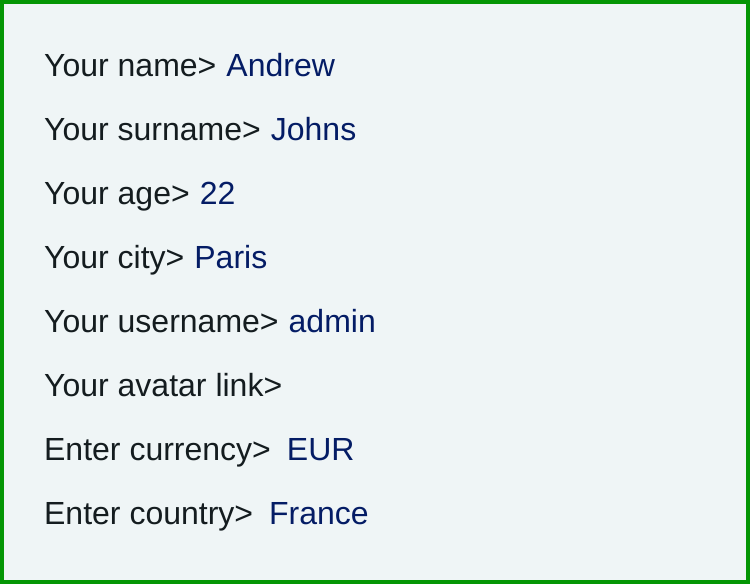 Your name> Andrew
Your surname> Johns
Your age> 22
Your city> Paris
Your username> admin
Your avatar link>
Enter currency> EUR
Enter country> France